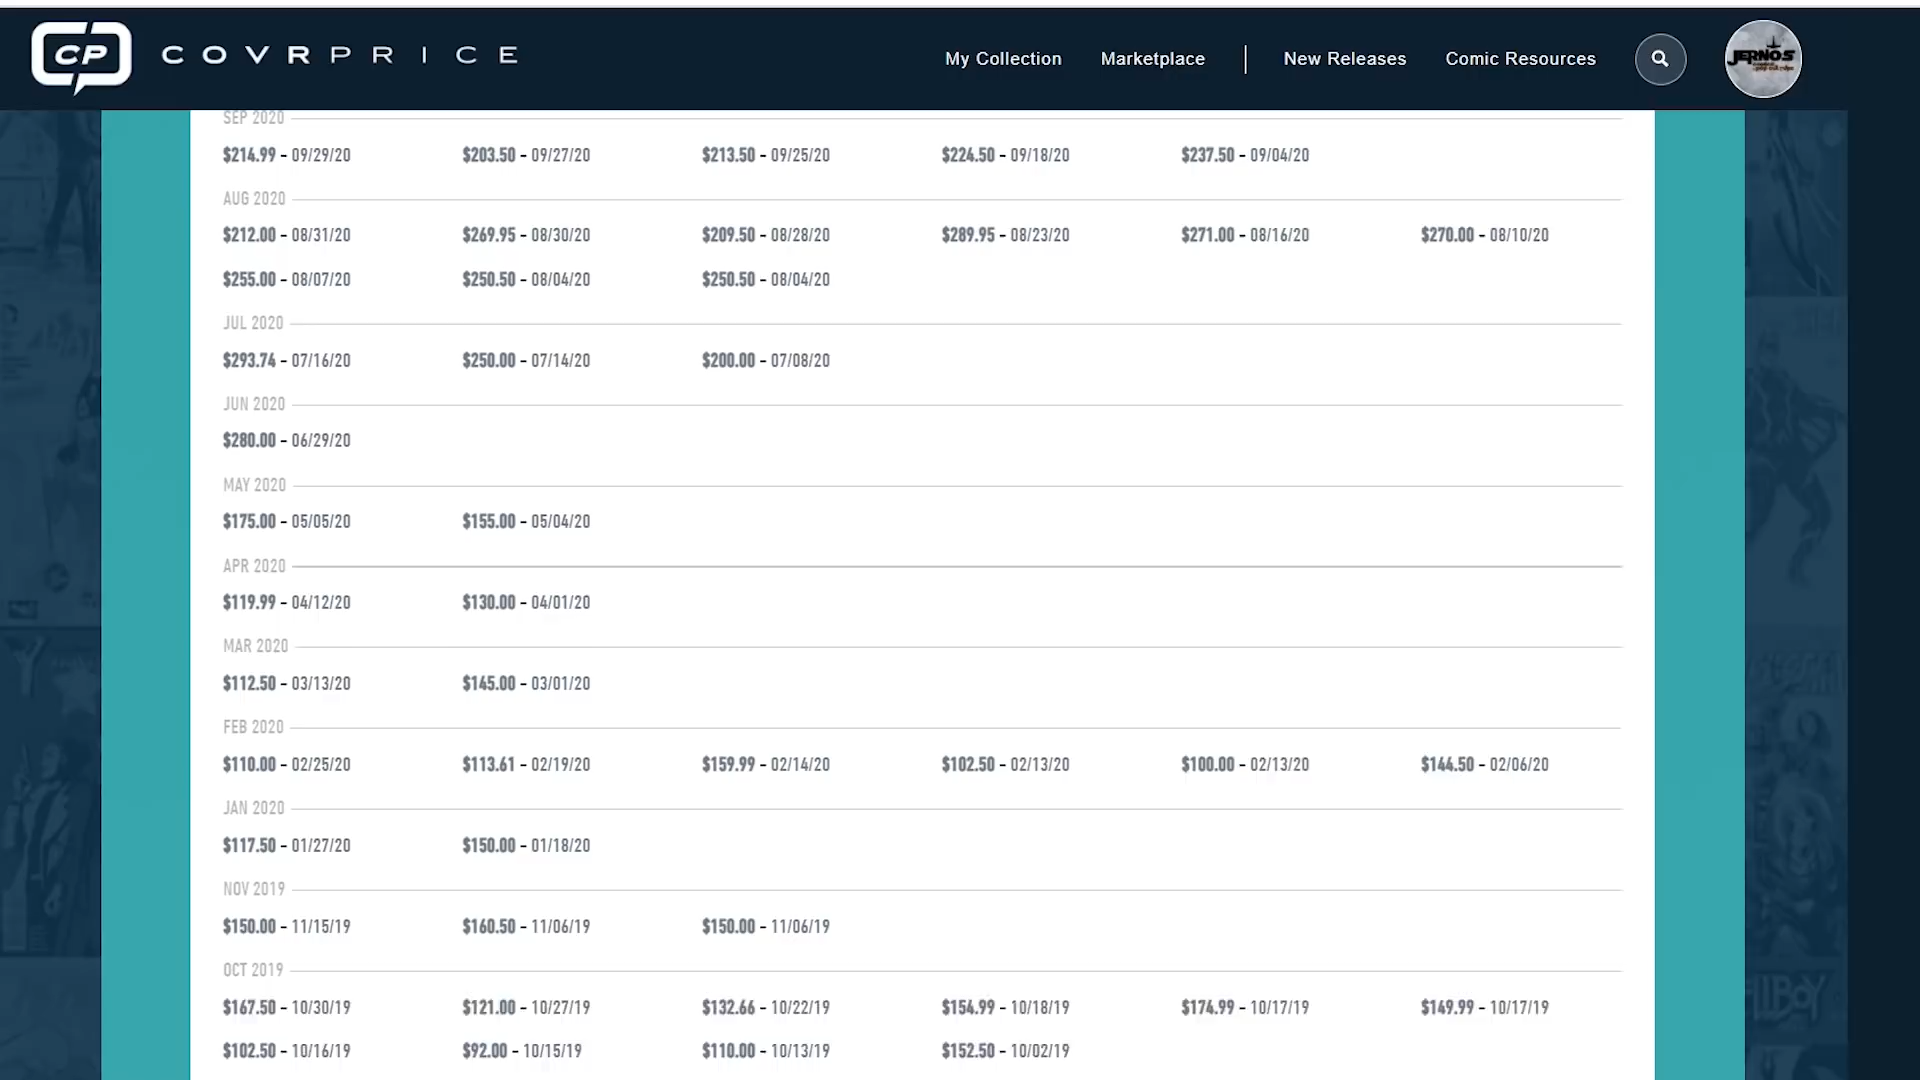 CP COVRPRICE My Collection Marketplace New Releases Comic Resources JERNO'S
SEP 2020
$214.99 - 09/29/20 $203.50 - 09/27/20 $213.50 - 09/25/20 $224.50 - 09/18/20 $237.50 - 09/04/20
AUG 2020
$212.00 - 08/31/20 $269.95 - 08/30/20 $209.50 - 08/28/20 $289.95 - 08/23/20 $271.00 - 08/16/20 $270.00 - 08/10/20
$255.00 - 08/07/20 $250.50 - 08/04/20 $250.50 - 08/04/20
JUL 2020
$293.74 - 07/16/20 $250.00 - 07/14/20 $200.00 - 07/08/20
JUN 2020
$280.00 - 06/29/20
MAY 2020
$175.00 - 05/05/20 $155.00 - 05/04/20
APR 2020
$119.99 - 04/12/20 $130.00 - 04/01/20
MAR 2020
$112.50 - 03/13/20 $145.00 - 03/01/20
FEB 2020
$110.00 - 02/25/20 $113.61 - 02/19/20 $159.99 - 02/14/20 $102.50 - 02/13/20 $100.00 - 02/13/20 $144.50 - 02/06/20
JAN 2020
$117.50 - 01/27/20 $150.00 - 01/18/20
NOV 2019
$150.00 - 11/15/19 $160.50 - 11/06/19 $150.00 - 11/06/19
OCT 2019
$167.50 - 10/30/19 $121.00 - 10/27/19 $132.66 - 10/22/19 $154.99 - 10/18/19 $174.99 - 10/17/19 $149.99 - 10/17/19
$102.50 - 10/16/19 $92.00 - 10/15/19 $110.00 - 10/13/19 $152.50 - 10/02/19